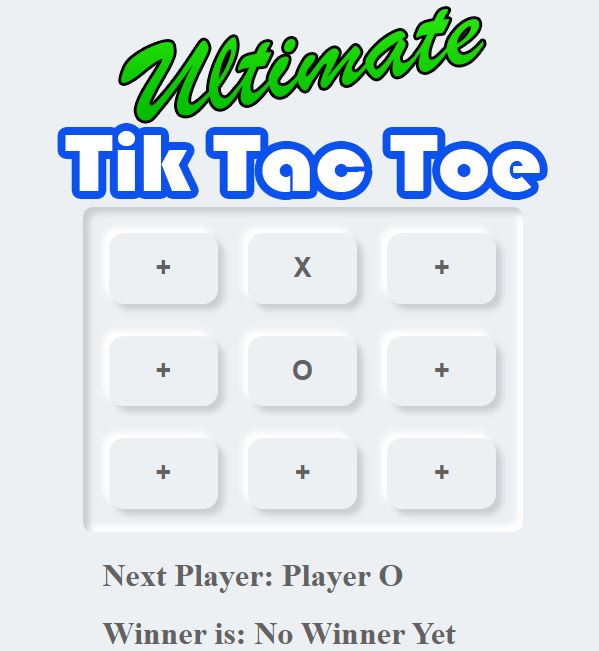 Ultimate
Tik Tac Toe
+ X +
+ O +
+ + +
Next Player: Player O
Winner is: No Winner Yet